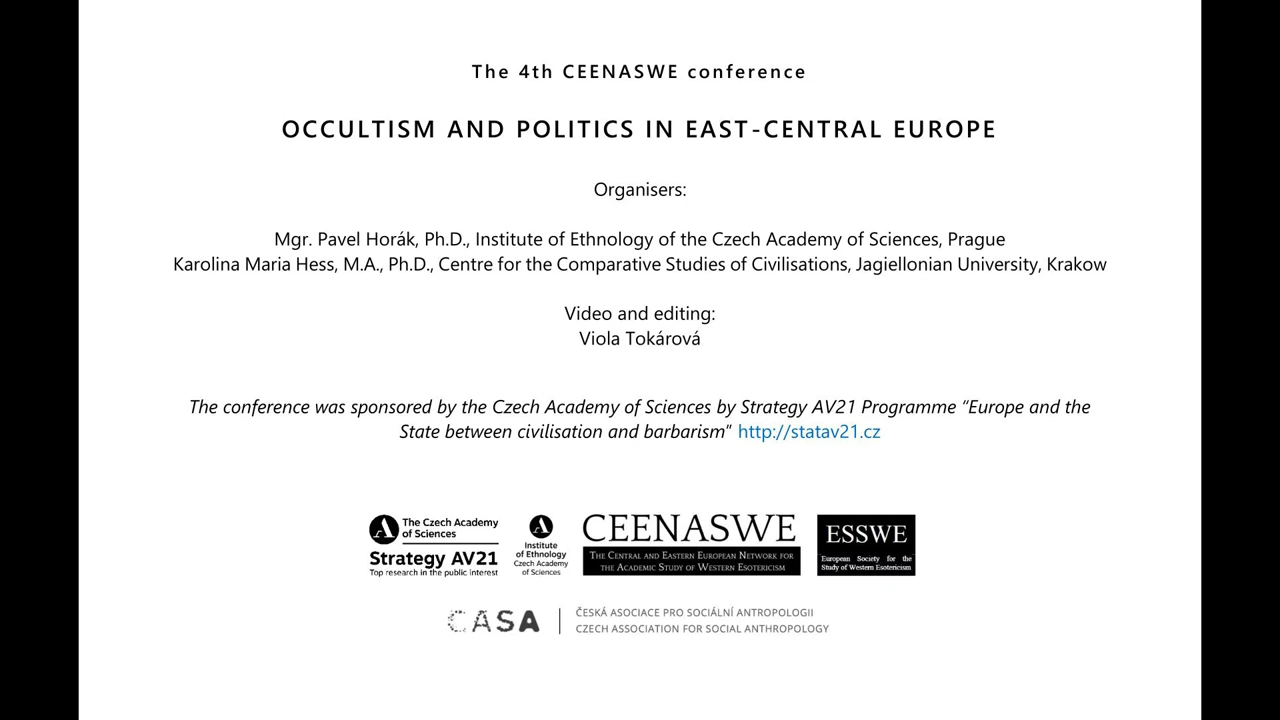 The 4th CEENASWE conference
OCCULTISM AND POLITICS IN EAST-CENTRAL EUROPE
Organisers:
Mgr. Pavel Horák, Ph.D., Institute of Ethnology of the Czech Academy of Sciences, Prague
Karolina Maria Hess, M.A., Ph.D., Centre for the Comparative Studies of Civilisations, Jagiellonian University, Krakow
Video and editing:
Viola Tokárová
The conference was sponsored by the Czech Academy of Sciences by Strategy AV21 Programme “Europe and the
State between civilisation and barbarism” http://statav21.cz
The Czech Academy
of Sciences
Strategy AV21
Top research in the public interest
Institute
of Ethnology
Czech Academy
of Sciences
CEENASWE
The Central and Eastern European Network for
the Academic Study of Western Esotericism
ESSWE
European Society for the
Study of Western Esotericism
CASA
ČESKÁ ASOCIACE PRO SOCIÁLNÍ ANTROPOLOGII
CZECH ASSOCIATION FOR SOCIAL ANTHROPOLOGY